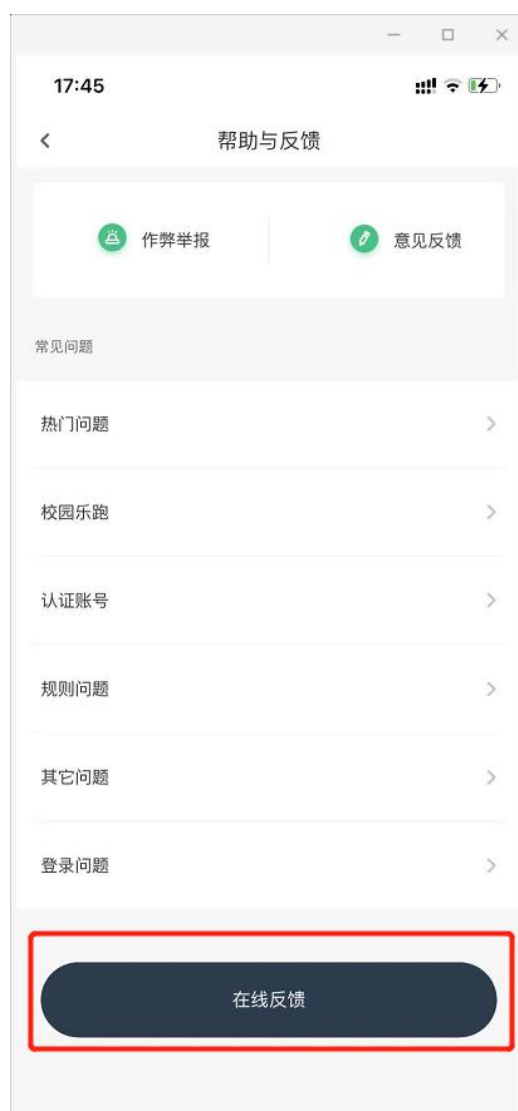 17:45
帮助与反馈
作弊举报
意见反馈
常见问题
热门问题
校园乐跑
认证账号
规则问题
其它问题
登录问题
在线反馈